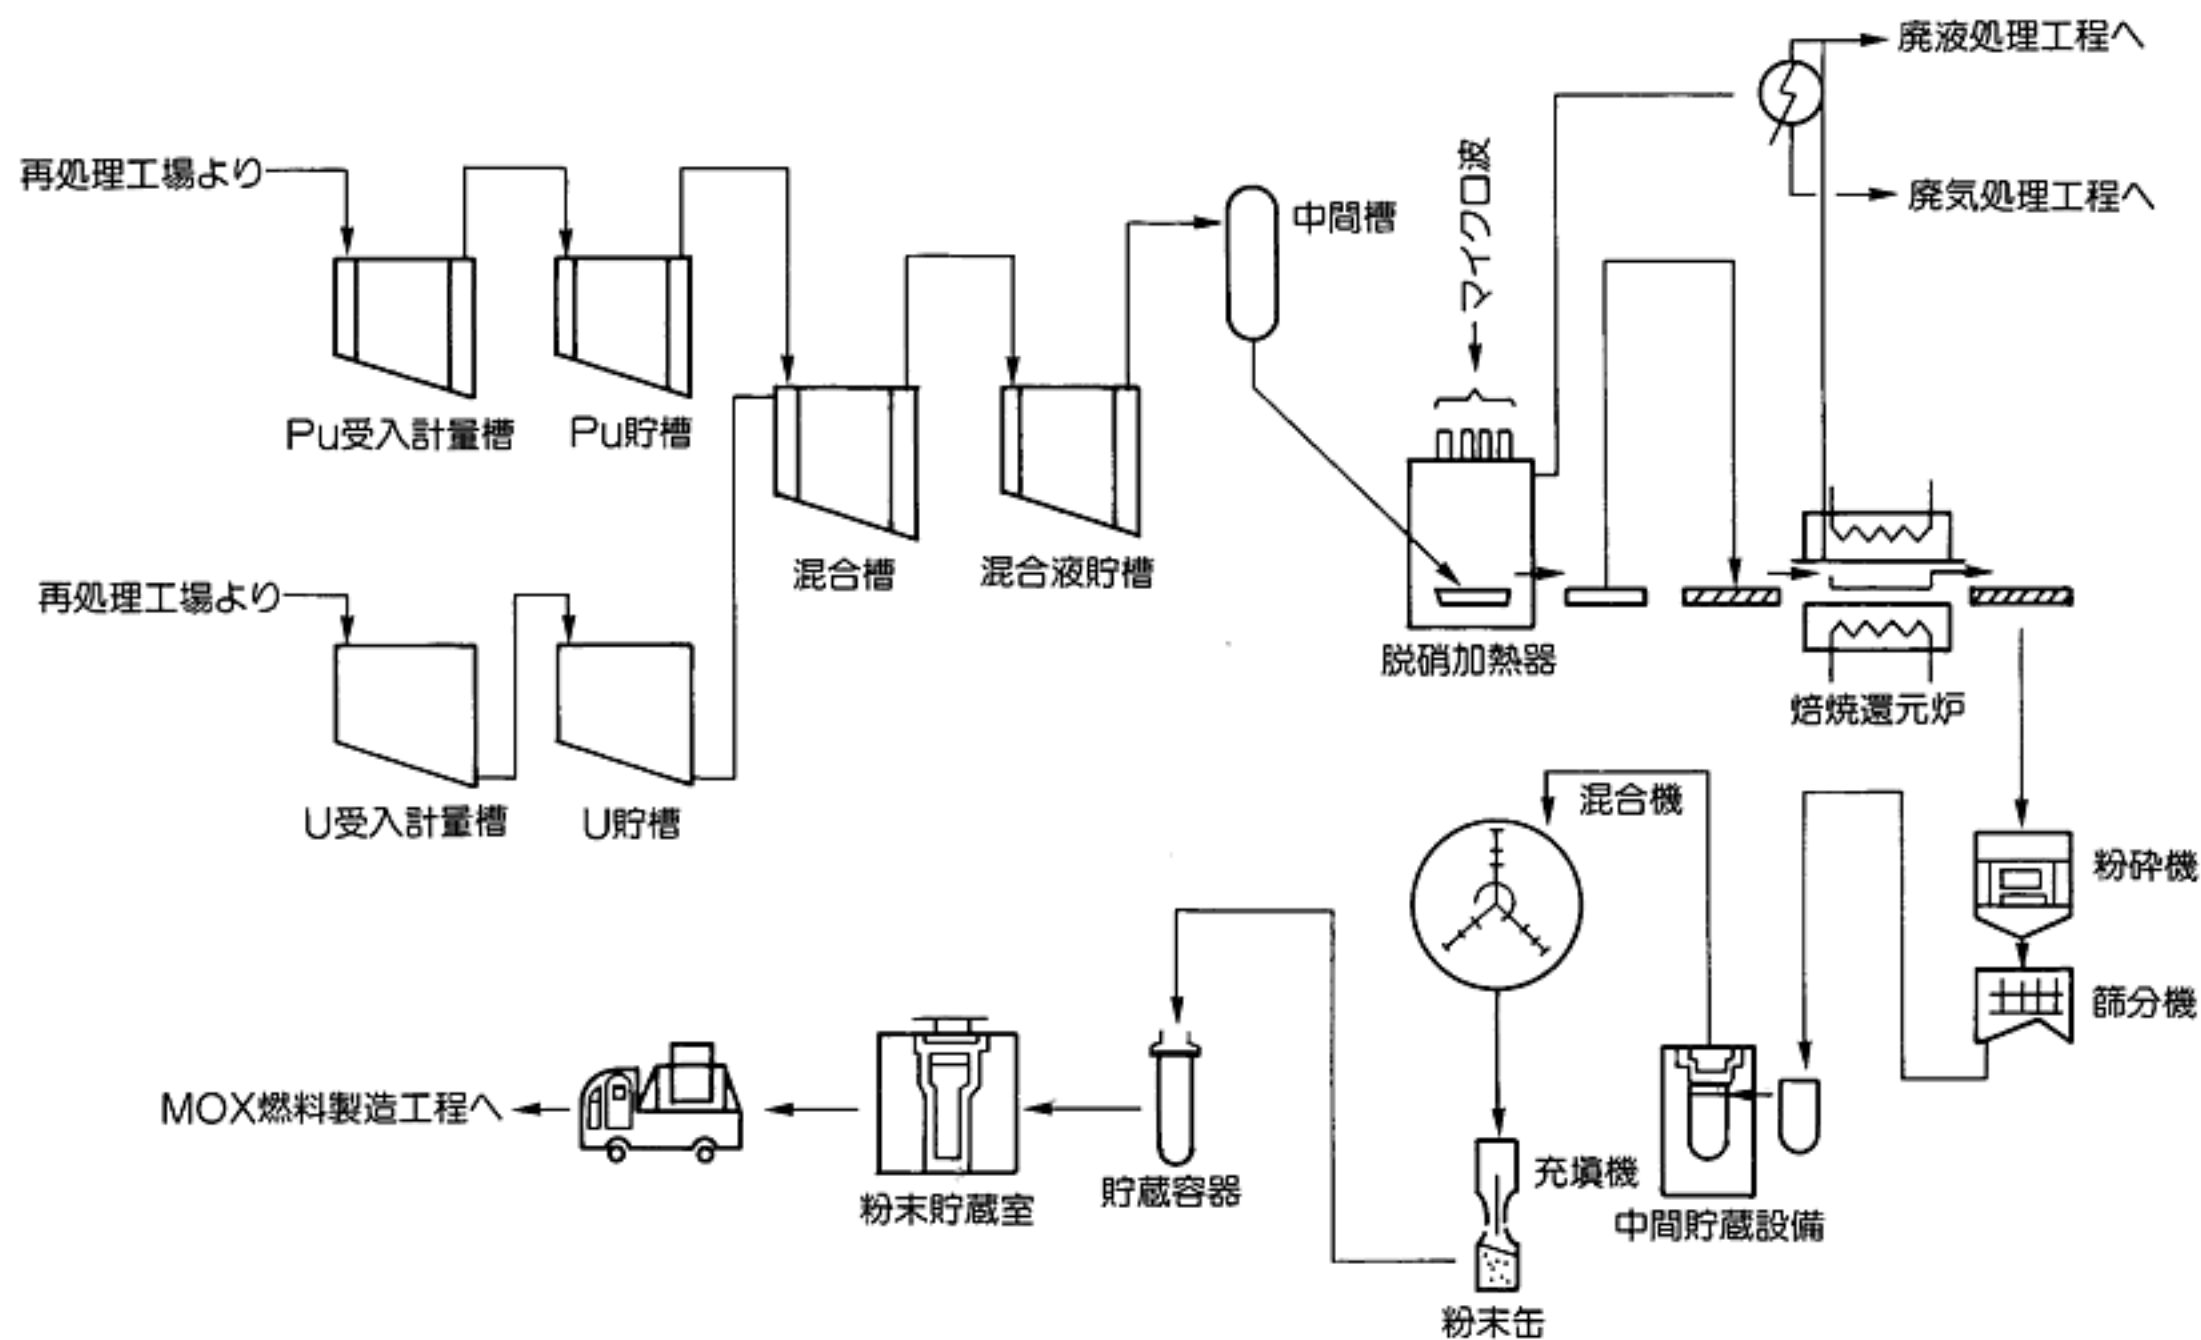 廃液処理工程へ
再処理工場より
マイクロ波
廃気処理工程へ
中間槽
Pu受入計量槽
Pu貯槽
混合槽
混合液貯槽
再処理工場より
脱硝加熱器
焙焼還元炉
U受入計量槽
U貯槽
混合機
粉砕機
篩分機
MOX燃料製造工程へ
粉末貯蔵室
貯蔵容器
充塡機
中間貯蔵設備
粉末缶